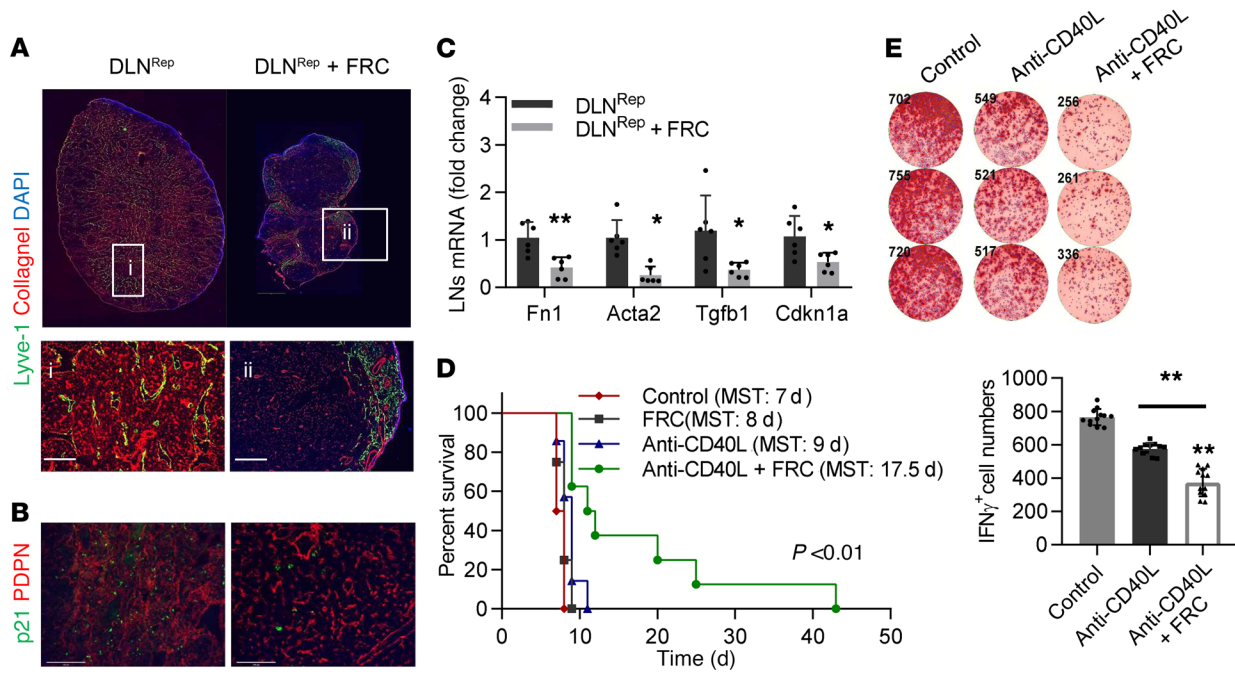 A
DLN^Rep
DLN^Rep + FRC
Lyve-1 Collagnel DAPI
i
ii
i
ii
B
p21 PDPN
C
LNs mRNA (fold change)
4
3
2
1
0
DLN^Rep
DLN^Rep + FRC
**
*
*
*
Fn1
Acta2
Tgfb1
Cdkn1a
D
Percent survival
100
80
60
40
20
0
Control (MST: 7 d)
FRC(MST: 8 d)
Anti-CD40L (MST: 9 d)
Anti-CD40L + FRC (MST: 17.5 d)
P <0.01
0
10
20
30
40
50
Time (d)
E
Control
Anti-CD40L
Anti-CD40L
+ FRC
702
549
256
755
521
261
720
517
336
IFNγ⁺cell numbers
1000
800
600
400
200
0
**
**
Control
Anti-CD40L
Anti-CD40L
+ FRC